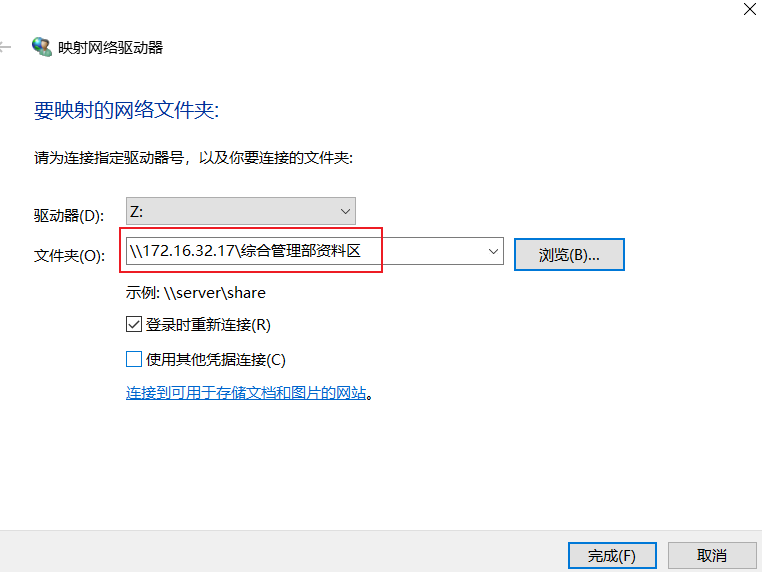 映射网络驱动器
要映射的网络文件夹:
请为连接指定驱动器号，以及你要连接的文件夹:
驱动器(D): Z:
文件夹(O): \\172.16.32.17\综合管理部资料区 浏览(B)...
示例: \\server\share
登录时重新连接(R)
使用其他凭据连接(C)
连接到可用于存储文档和图片的网站。
完成(F) 取消